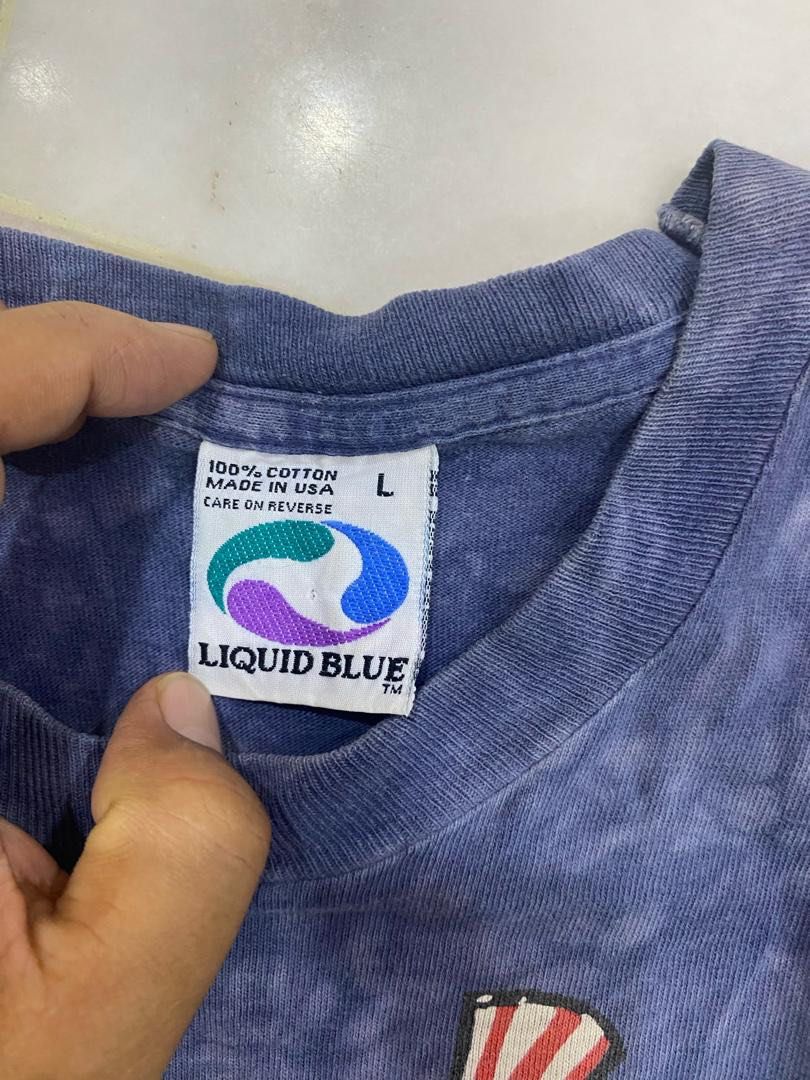 100% COTTON
MADE IN USA
L
CARE ON REVERSE
LIQUID BLUE
TM